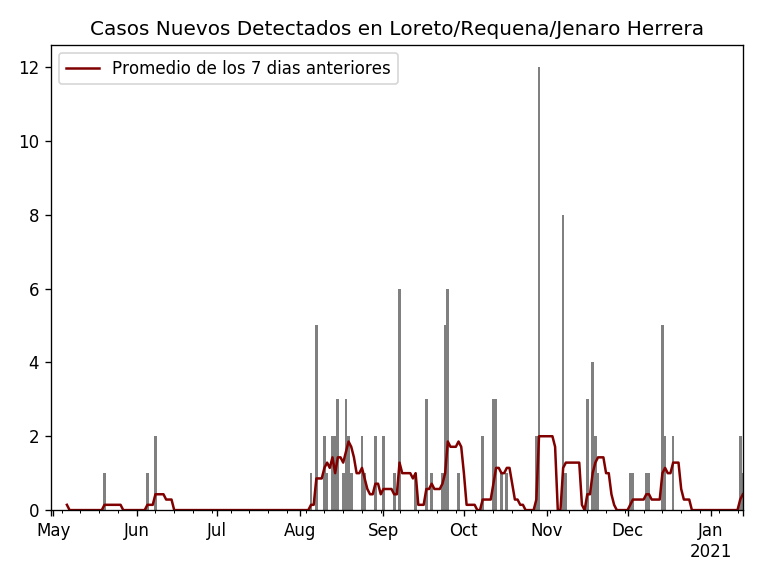 Casos Nuevos Detectados en Loreto/Requena/Jenaro Herrera
Promedio de los 7 dias anteriores
12
10
8
6
4
2
0
May Jun Jul Aug Sep Oct Nov Dec Jan
2021